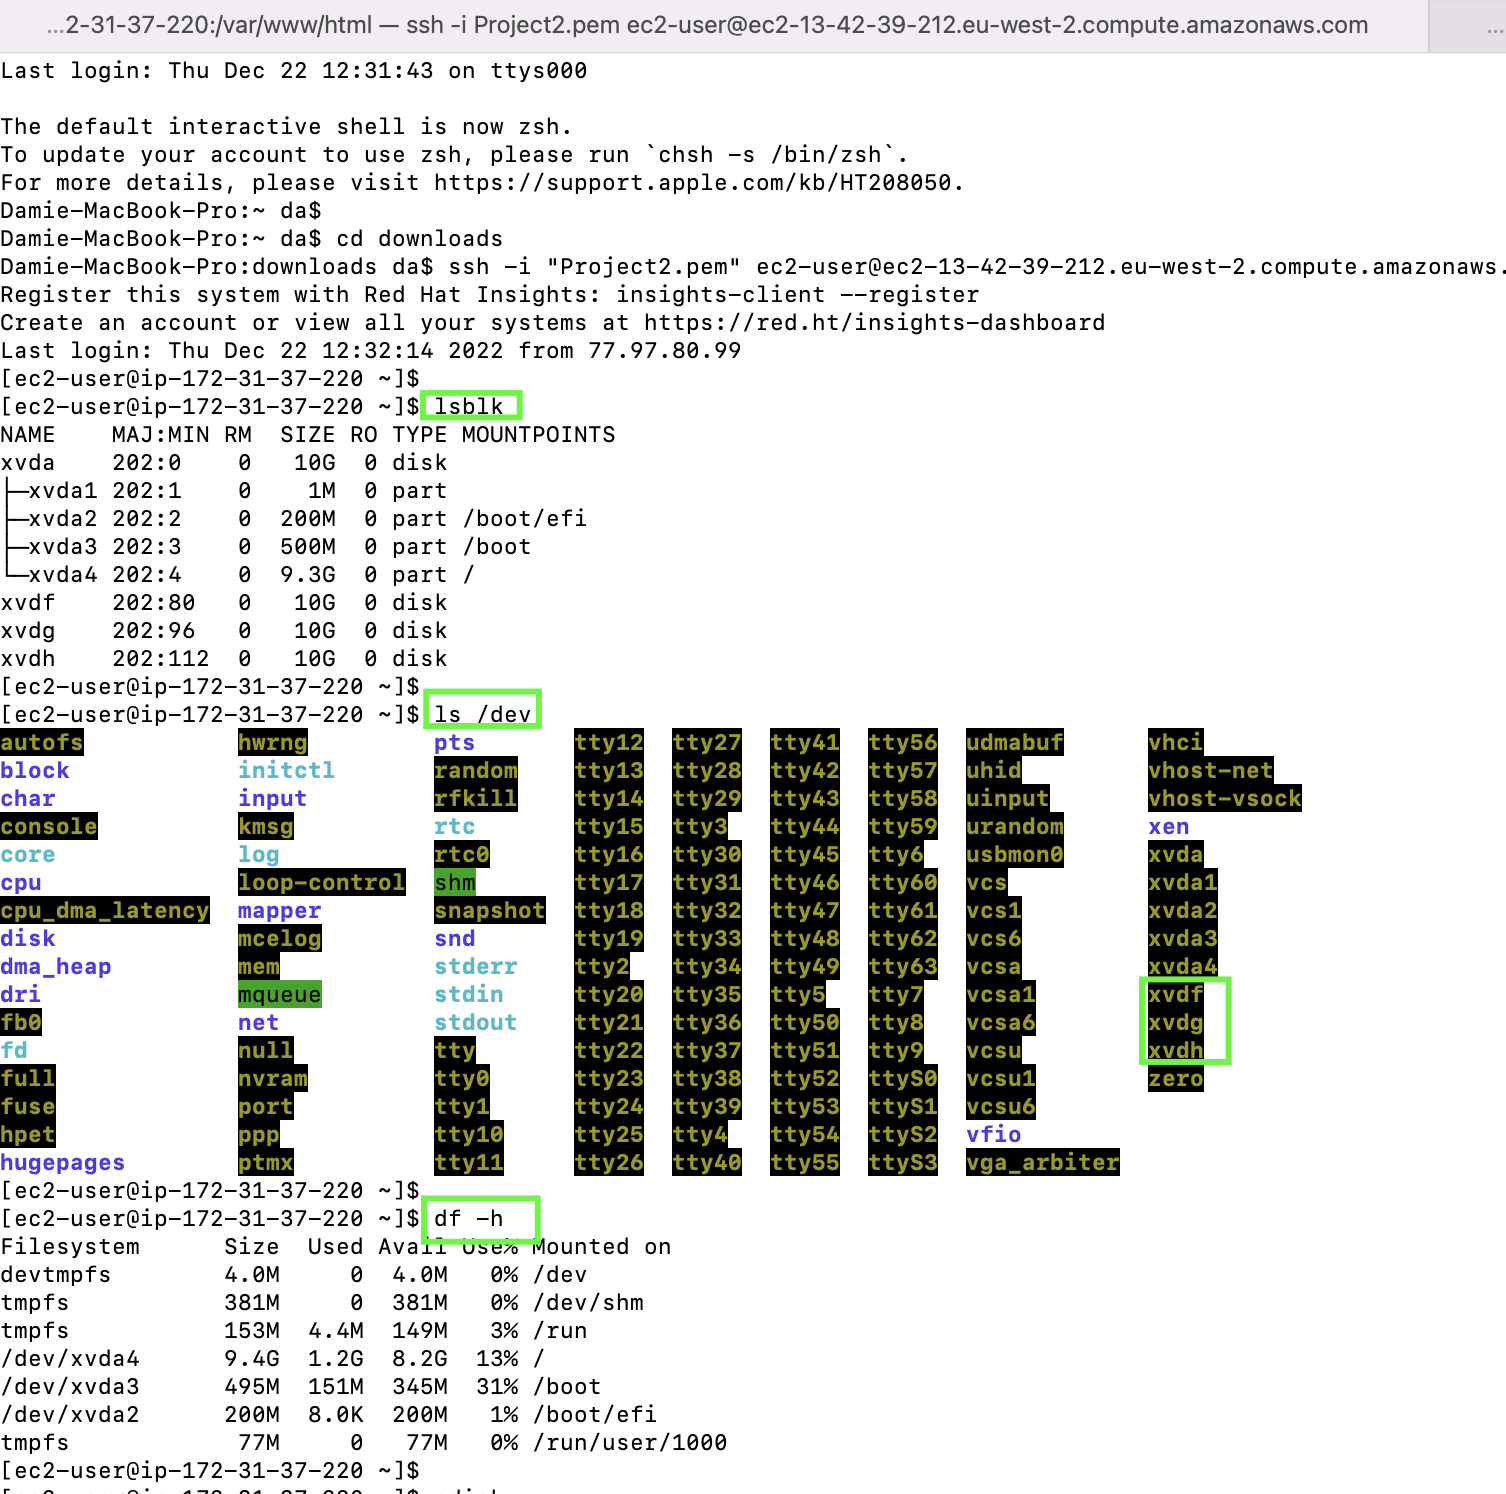 ...2-31-37-220:/var/www/html — ssh -i Project2.pem ec2-user@ec2-13-42-39-212.eu-west-2.compute.amazonaws.com ...
Last login: Thu Dec 22 12:31:43 on ttys000
The default interactive shell is now zsh.
To update your account to use zsh, please run `chsh -s /bin/zsh`.
For more details, please visit https://support.apple.com/kb/HT208050.
Damie-MacBook-Pro:~ da$
Damie-MacBook-Pro:~ da$ cd downloads
Damie-MacBook-Pro:downloads da$ ssh -i "Project2.pem" ec2-user@ec2-13-42-39-212.eu-west-2.compute.amazonaws.
Register this system with Red Hat Insights: insights-client --register
Create an account or view all your systems at https://red.ht/insights-dashboard
Last login: Thu Dec 22 12:32:14 2022 from 77.97.80.99
[ec2-user@ip-172-31-37-220 ~]$
[ec2-user@ip-172-31-37-220 ~]$ lsblk
NAME    MAJ:MIN RM  SIZE RO TYPE MOUNTPOINTS
xvda    202:0    0   10G  0 disk
├─xvda1 202:1    0    1M  0 part
├─xvda2 202:2    0  200M  0 part /boot/efi
├─xvda3 202:3    0  500M  0 part /boot
└─xvda4 202:4    0  9.3G  0 part /
xvdf    202:80   0   10G  0 disk
xvdg    202:96   0   10G  0 disk
xvdh    202:112  0   10G  0 disk
[ec2-user@ip-172-31-37-220 ~]$
[ec2-user@ip-172-31-37-220 ~]$ ls /dev
autofs hwrng pts tty12 tty27 tty41 tty56 udmabuf vhci
block initctl random tty13 tty28 tty42 tty57 uhid vhost-net
char input rfkill tty14 tty29 tty43 tty58 uinput vhost-vsock
console kmsg rtc tty15 tty3 tty44 tty59 urandom xen
core log rtc0 tty16 tty30 tty45 tty6 usbmon0 xvda
cpu loop-control shm tty17 tty31 tty46 tty60 vcs xvda1
cpu_dma_latency mapper snapshot tty18 tty32 tty47 tty61 vcs1 xvda2
disk mcelog snd tty19 tty33 tty48 tty62 vcs6 xvda3
dma_heap mem stderr tty2 tty34 tty49 tty63 vcsa xvda4
dri mqueue stdin tty20 tty35 tty5 tty7 vcsa1 xvdf
fb0 net stdout tty21 tty36 tty50 tty8 vcsa6 xvdg
fd null tty tty22 tty37 tty51 tty9 vcsu xvdh
full nvram tty0 tty23 tty38 tty52 ttyS0 vcsu1 zero
fuse port tty1 tty24 tty39 tty53 ttyS1 vcsu6
hpet ppp tty10 tty25 tty4 tty54 ttyS2 vfio
hugepages ptmx tty11 tty26 tty40 tty55 ttyS3 vga_arbiter
[ec2-user@ip-172-31-37-220 ~]$
[ec2-user@ip-172-31-37-220 ~]$ df -h
Filesystem      Size  Used Avail Use% Mounted on
devtmpfs        4.0M     0  4.0M   0% /dev
tmpfs           381M     0  381M   0% /dev/shm
tmpfs           153M  4.4M  149M   3% /run
/dev/xvda4      9.4G  1.2G  8.2G  13% /
/dev/xvda3      495M  151M  345M  31% /boot
/dev/xvda2      200M  8.0K  200M   1% /boot/efi
tmpfs            77M     0   77M   0% /run/user/1000
[ec2-user@ip-172-31-37-220 ~]$